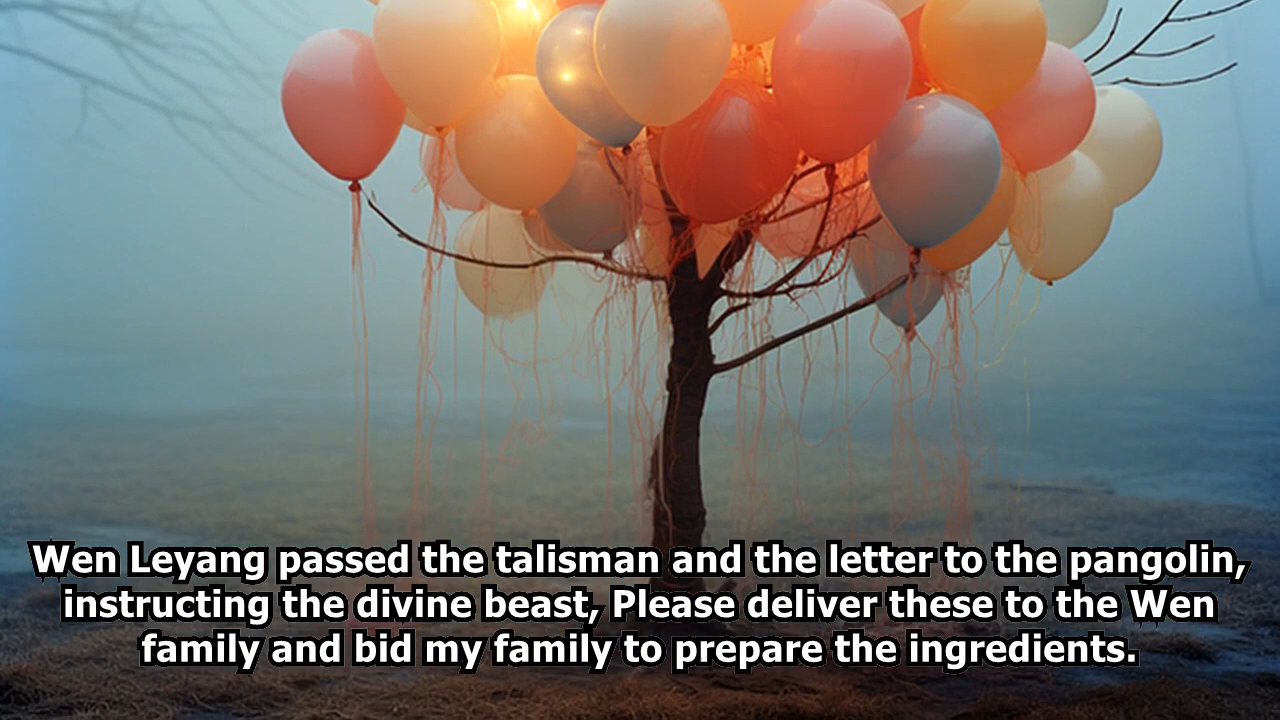 Wen Leyang passed the talisman and the letter to the pangolin,
instructing the divine beast, Please deliver these to the Wen
family and bid my family to prepare the ingredients.